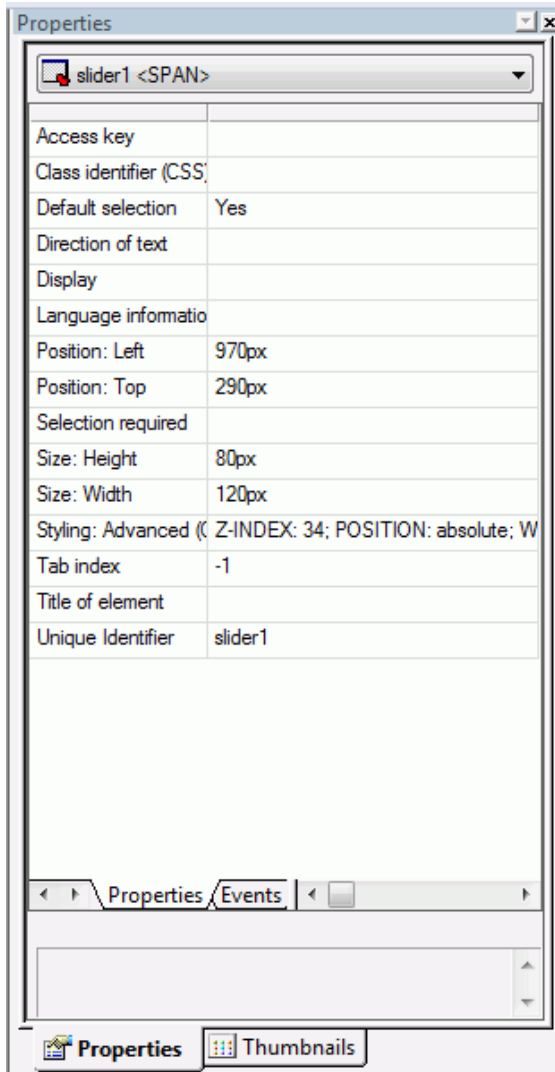 Properties
slider1 <SPAN>
Access key
Class identifier (CSS)
Default selection Yes
Direction of text
Display
Language informatio
Position: Left 970px
Position: Top 290px
Selection required
Size: Height 80px
Size: Width 120px
Styling: Advanced (C Z-INDEX: 34; POSITION: absolute; W
Tab index -1
Title of element
Unique Identifier slider1
Properties Events
Properties Thumbnails